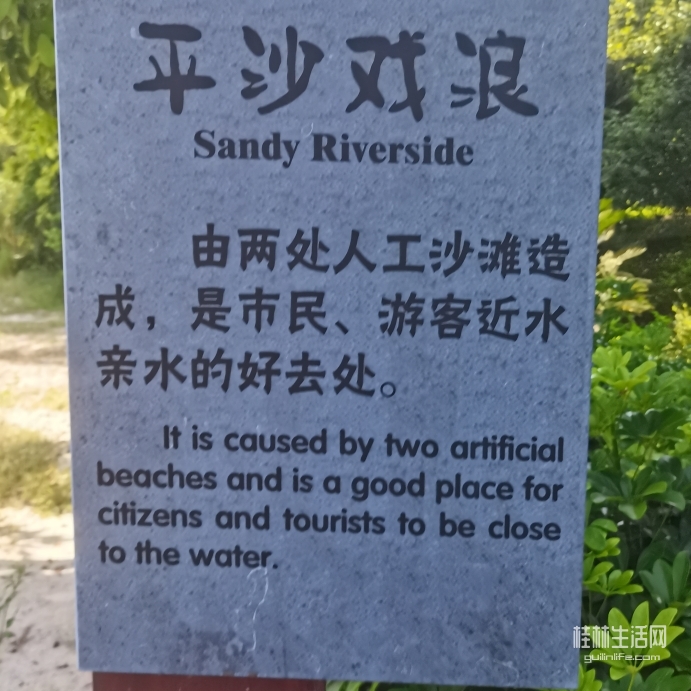 平沙戏浪
Sandy Riverside
由两处人工沙滩造
成，是市民、游客近水
亲水的好去处。
It is caused by two artificial
beaches and is a good place for
citizens and tourists to be close
to the water.
桂林生活网
guilinlife.com